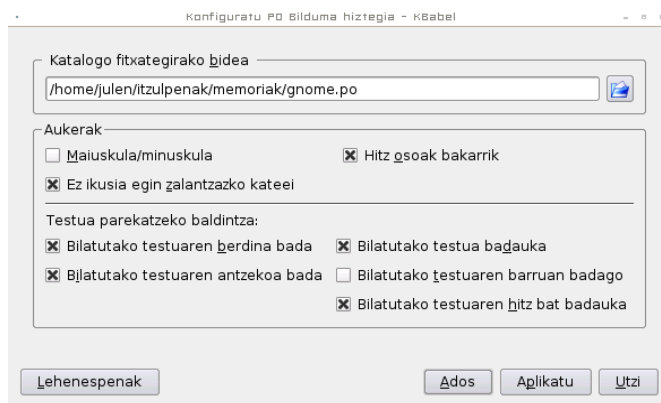 Konfiguratu PO Bilduma hiztegia - KBabel
Katalogo fitxategirako bidea
/home/julen/itzulpenak/memoriak/gnome.po
Aukerak
Maiuskula/minuskula
Hitz osoak bakarrik
Ez ikusia egin zalantzazko kateei
Testua parekatzeko baldintza:
Bilatutako testuaren berdina bada
Bilatutako testua badauka
Bilatutako testuaren antzekoa bada
Bilatutako testuaren barruan badago
Bilatutako testuaren hitz bat badauka
Lehenespenak
Ados
Aplikatu
Utzi